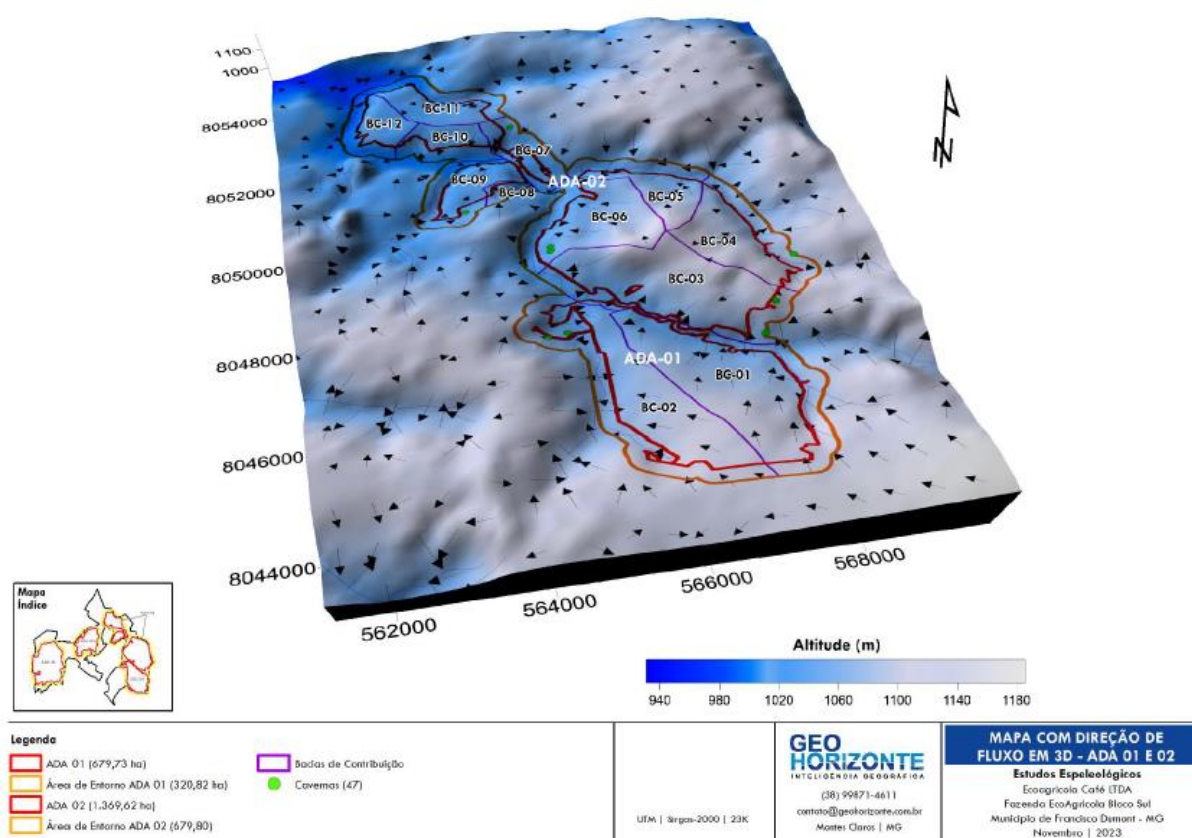 1100
1000
8054000
8052000
8050000
8048000
8046000
8044000
562000
564000
566000
568000
BC-11
BC-12
BC-10
BC-07
BC-09
BC-08
ADA-02
BC-05
BC-06
BC-04
BC-03
ADA-01
BC-01
BC-02
N
Mapa
Índice
Altitude (m)
940 980 1020 1060 1100 1140 1180
Legenda
ADA 01 (679,73 ha)
Área de Entorno ADA 01 (320,82 ha)
ADA 02 (1.369,62 ha)
Área de Entorno ADA 02 (679,80)
Bacias de Contribuição
Cavernas (47)
UTM | Sirgas-2000 | 23K
GEO
HORIZONTE
INTELIGÊNCIA GEOGRÁFICA
(38) 99871-4611
contato@geohorizonte.com.br
Montes Claros | MG
MAPA COM DIREÇÃO DE
FLUXO EM 3D - ADA 01 E 02
Estudos Espeleológicos
Ecoagrícola Café LTDA
Fazenda EcoAgrícola Bloco Sul
Município de Francisco Dumont - MG
Novembro | 2023